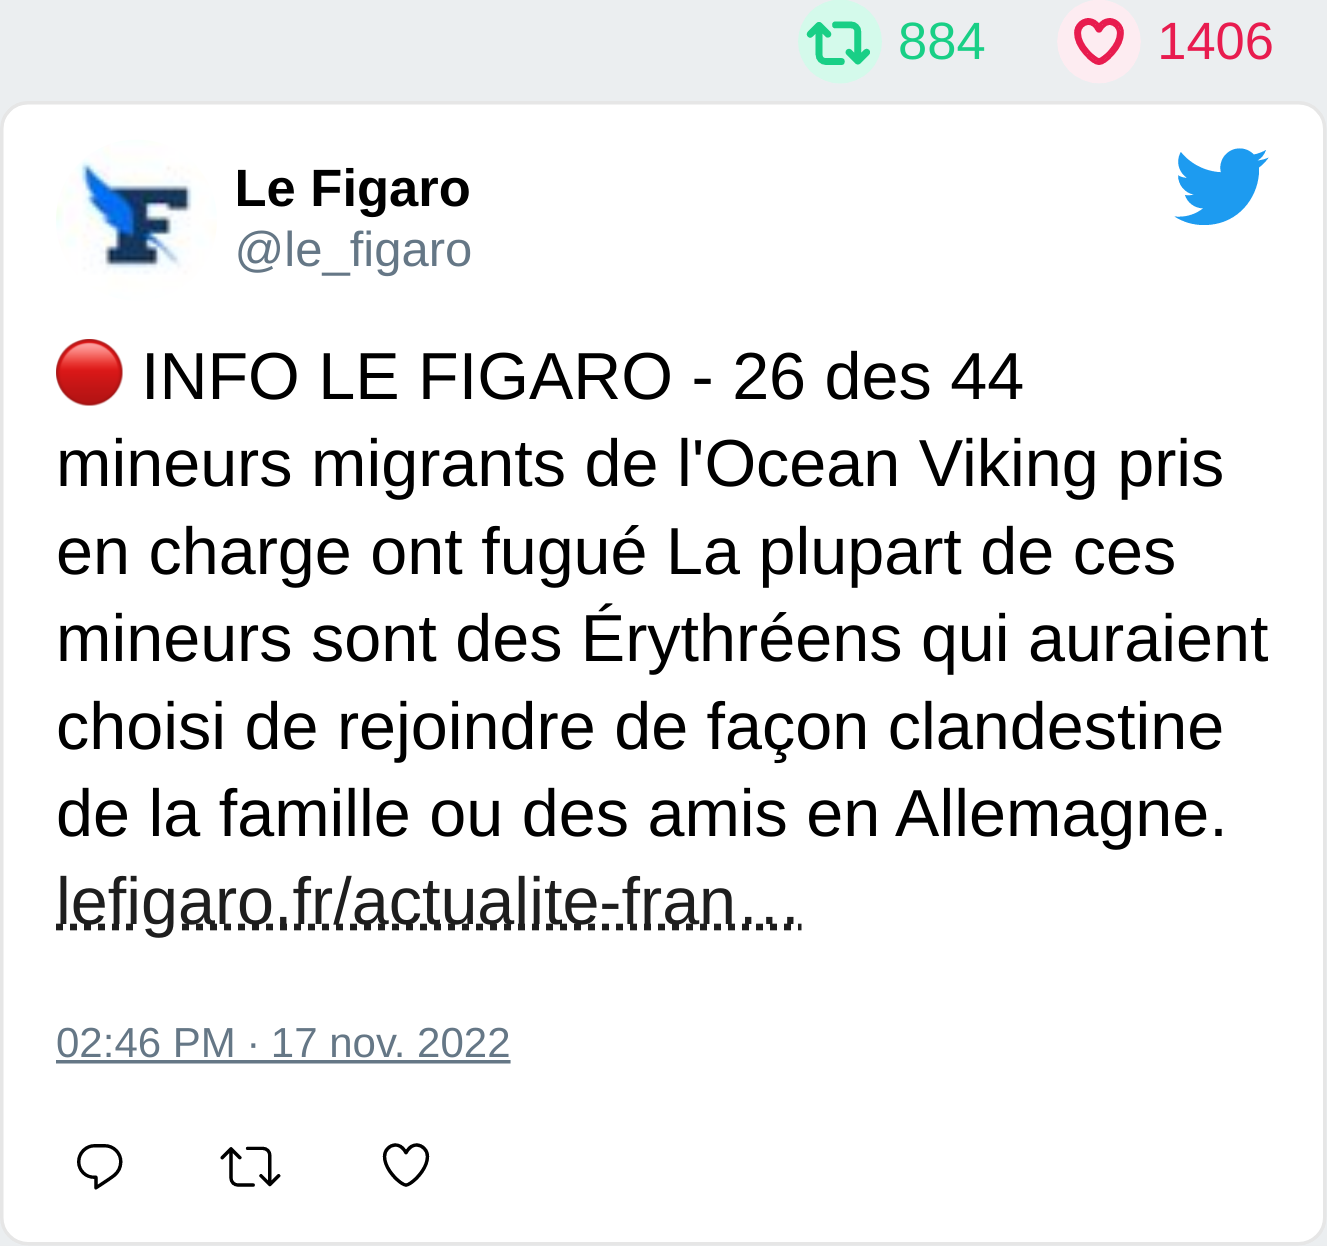 884 1406
Le Figaro
@le_figaro
🔴 INFO LE FIGARO - 26 des 44
mineurs migrants de l'Ocean Viking pris
en charge ont fugué La plupart de ces
mineurs sont des Érythréens qui auraient
choisi de rejoindre de façon clandestine
de la famille ou des amis en Allemagne.
lefigaro.fr/actualite-fran…
02:46 PM · 17 nov. 2022